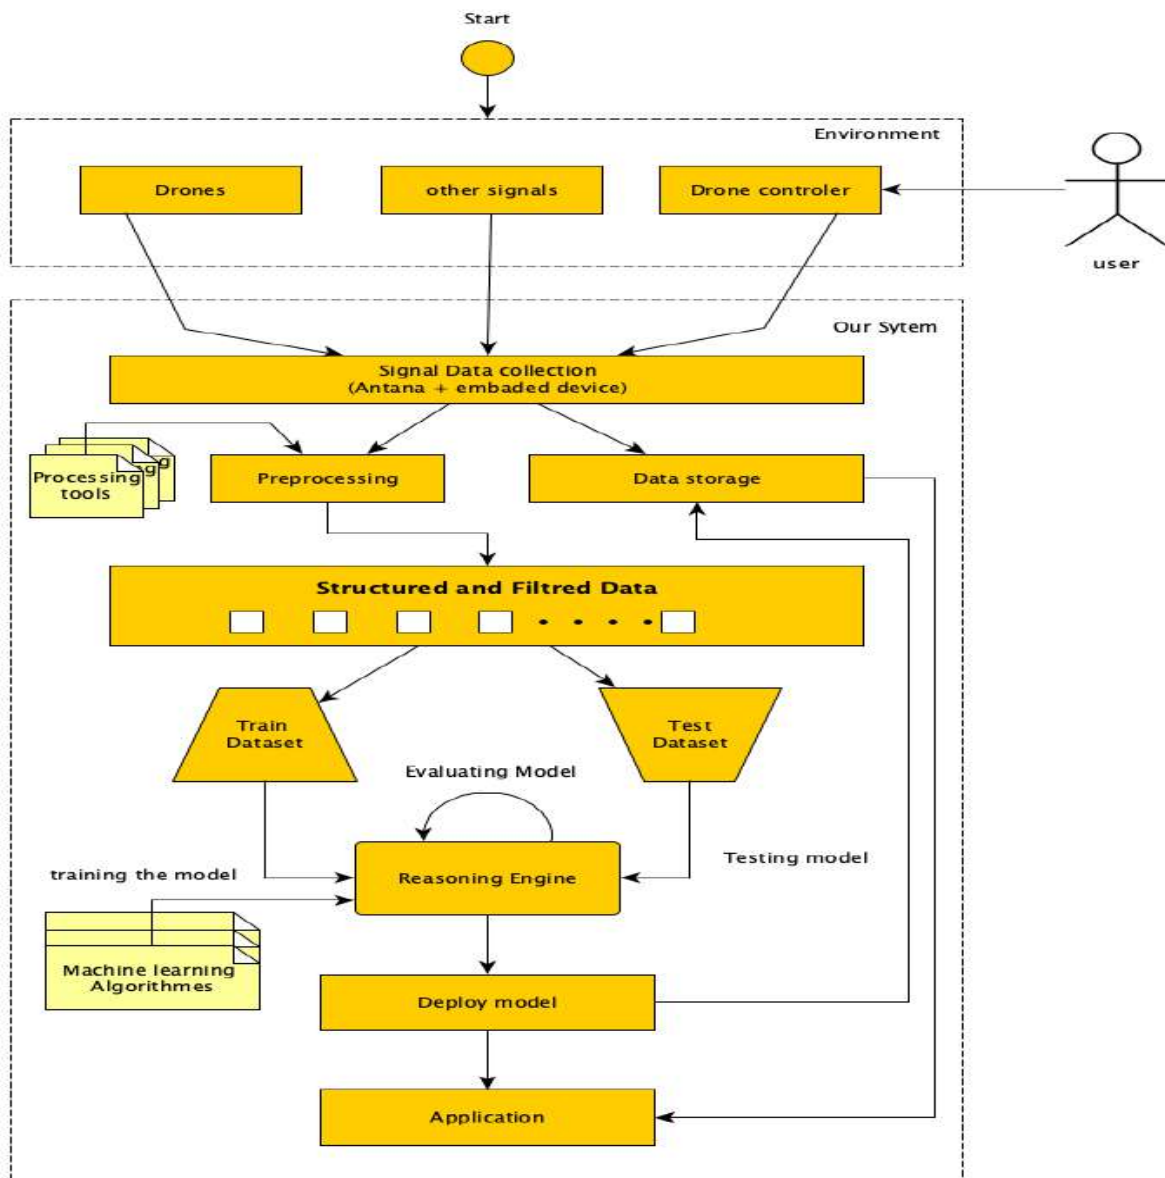 Start
Environment
Drones
other signals
Drone controler
user
Our Sytem
Signal Data collection
(Antana + embaded device)
Processing
tools
Preprocessing
Data storage
Structured and Filtred Data
Train
Dataset
Test
Dataset
Evaluating Model
training the model
Reasoning Engine
Testing model
Machine learning
Algorithmes
Deploy model
Application